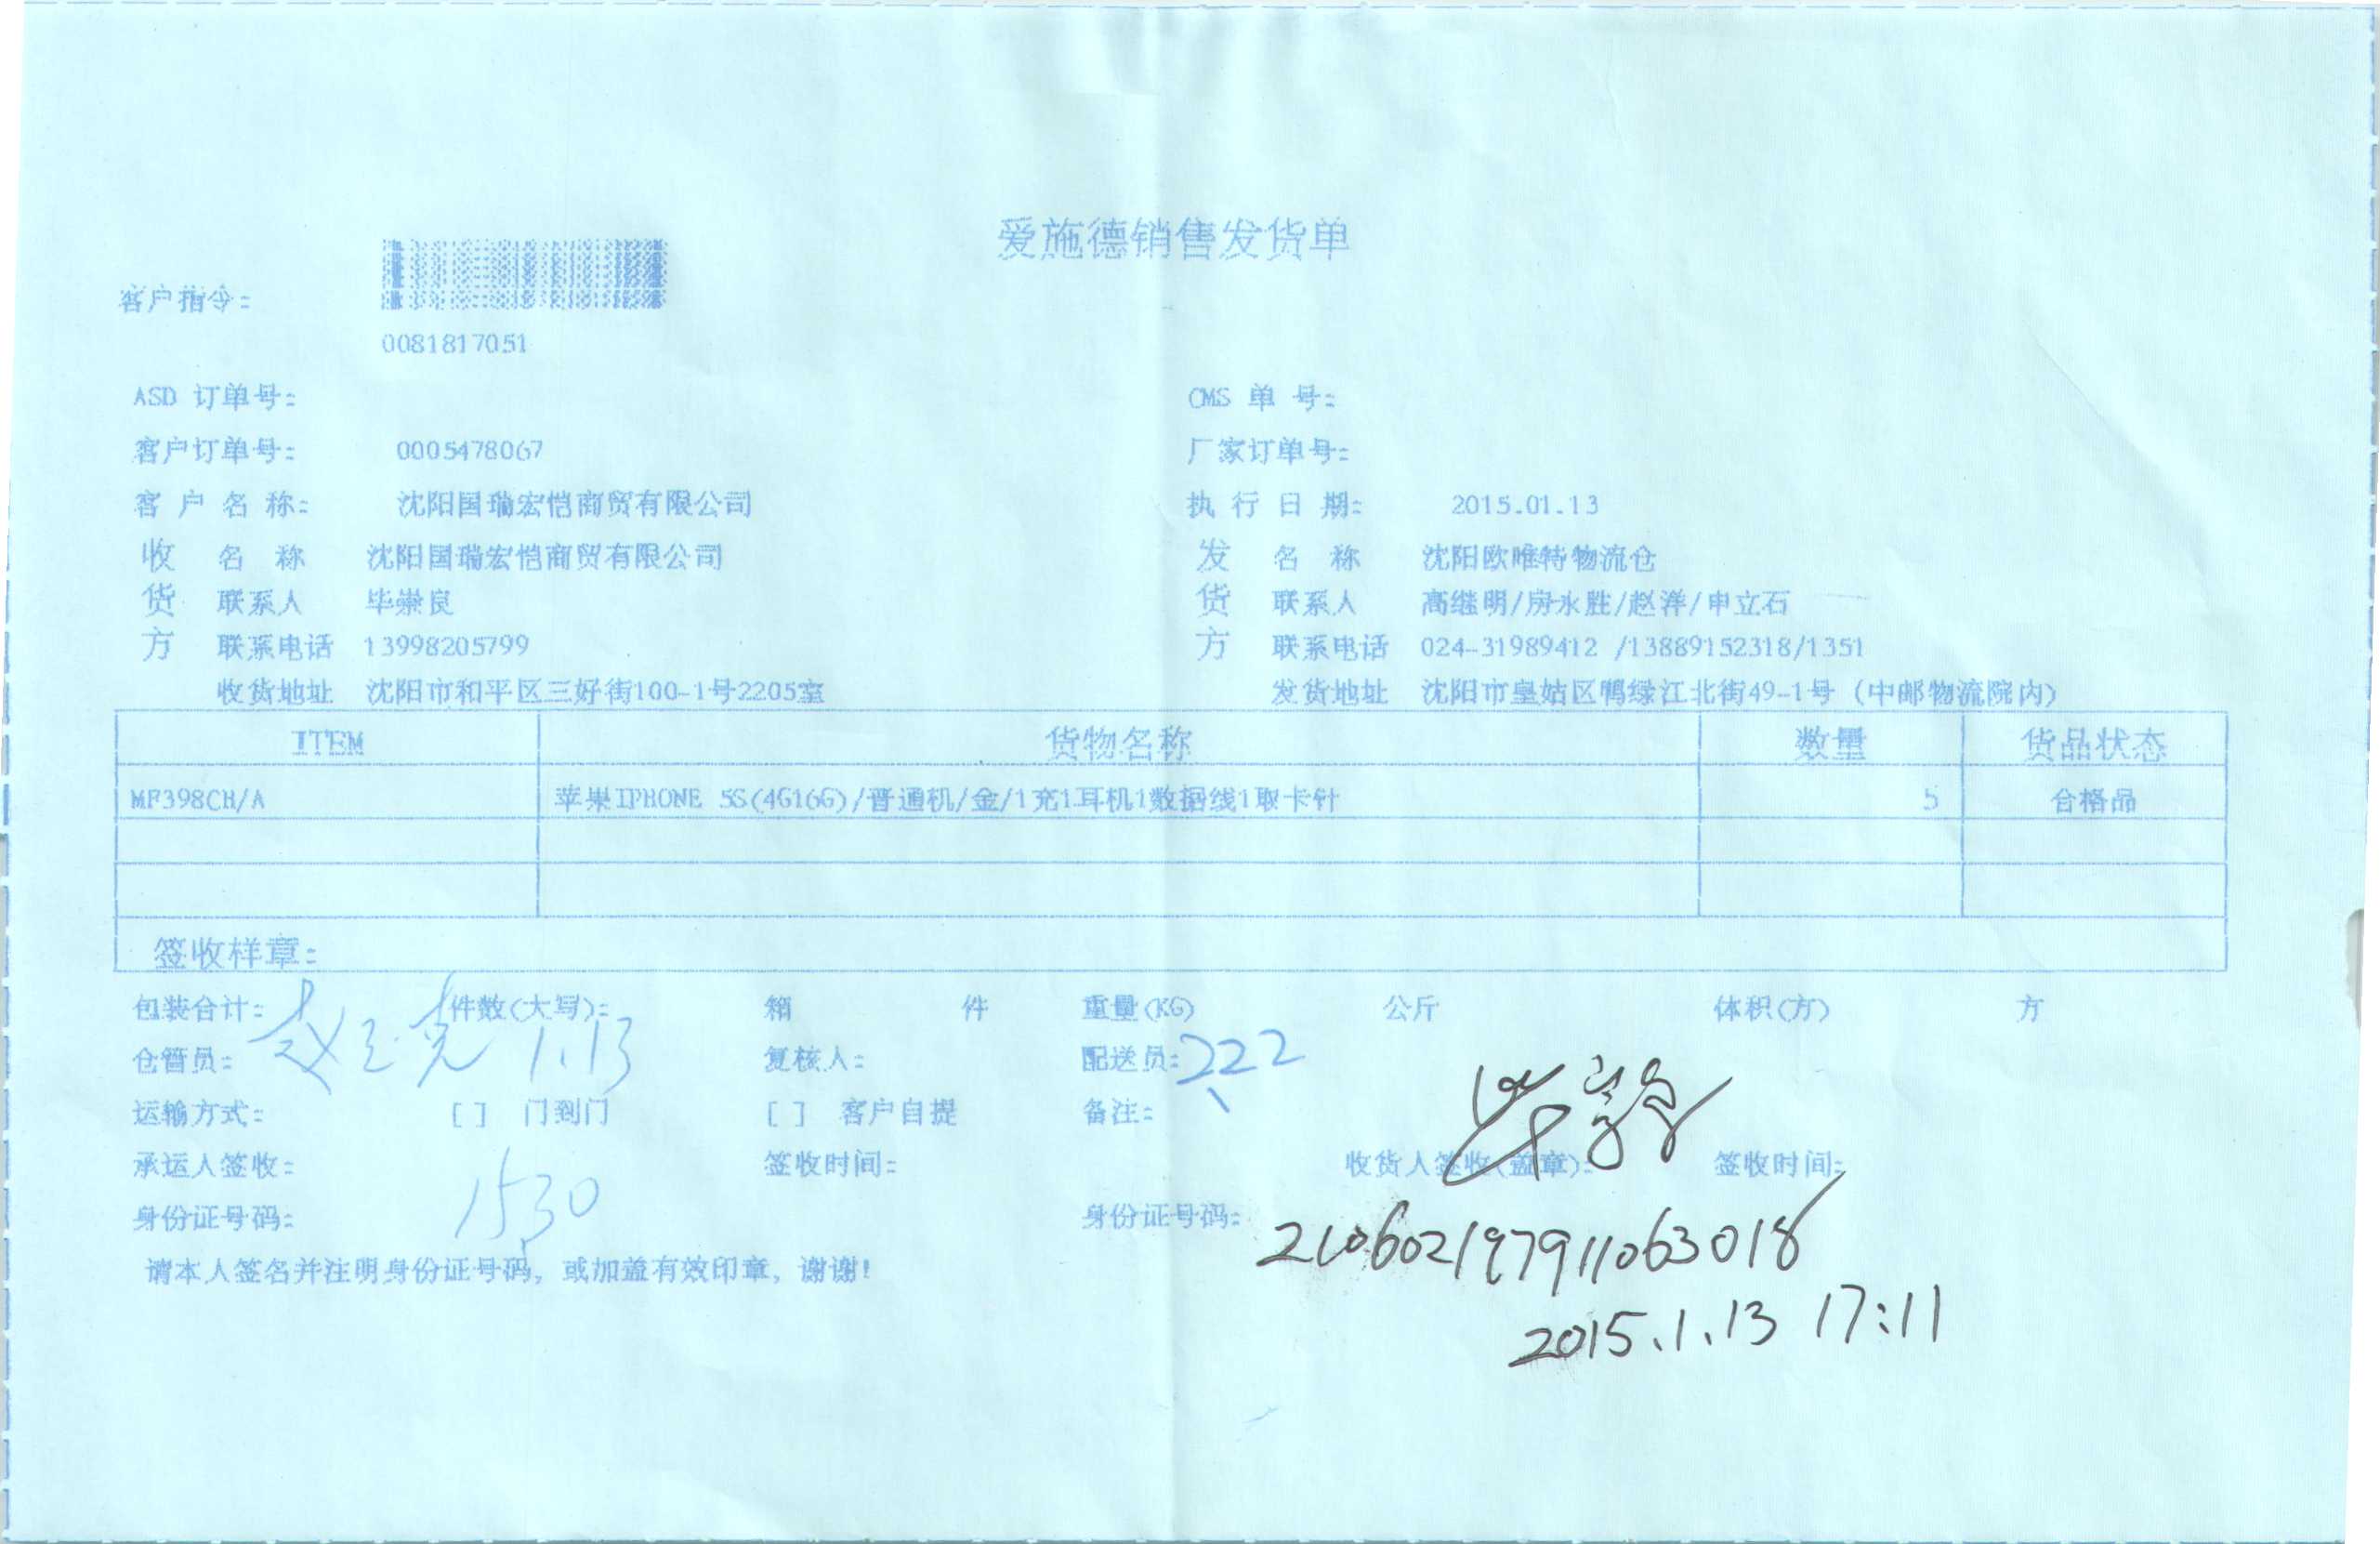 爱施德销售发货单
客户指令:
0081817051
ASD 订单号: CMS 单 号:
客户订单号: 0005478067 厂家订单号:
客 户 名 称: 沈阳国瑞宏恺商贸有限公司 执 行 日 期: 2015.01.13
收 名 称 沈阳国瑞宏恺商贸有限公司 发 名 称 沈阳欧唯特物流仓
货 联系人 毕崇良 货 联系人 高继明/房永胜/赵洋/申立石
方 联系电话 13998205799 方 联系电话 024-31989412 /13889152318/1351
收货地址 沈阳市和平区三好街100-1号2205室 发货地址 沈阳市皇姑区鸭绿江北街49-1号 (中邮物流院内)
ITEM 货物名称 数量 货品状态
MF398CH/A 苹果IPHONE 5S(4G16G)/普通机/金/1充1耳机1数据线1取卡针 5 合格品
签收样章:
包装合计: 件数(大写): 箱 件 重量(KG) 公斤 体积(方) 方
仓管员: 1.13 复核人: 配送员:
运输方式: [ ] 门到门 [ ] 客户自提 备注:
承运人签收: 签收时间: 收货人签收(盖章): 签收时间:
身份证号码: 1530 身份证号码: 210602197911063018
请本人签名并注明身份证号码, 或加盖有效印章, 谢谢!
2015.1.13 17:11